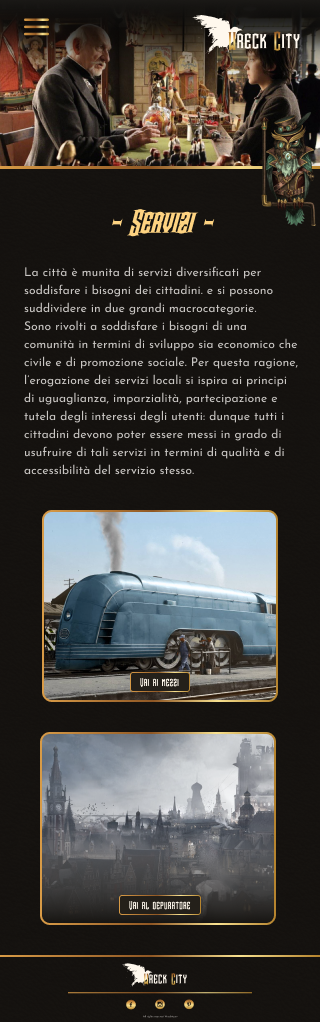 Wreck City
Servizi
La città è munita di servizi diversificati per
soddisfare i bisogni dei cittadini. e si possono
suddividere in due grandi macrocategorie.
Sono rivolti a soddisfare i bisogni di una
comunità in termini di sviluppo sia economico che
civile e di promozione sociale. Per questa ragione,
l'erogazione dei servizi locali si ispira ai principi
di uguaglianza, imparzialità, partecipazione e
tutela degli interessi degli utenti: dunque tutti i
cittadini devono poter essere messi in grado di
usufruire di tali servizi in termini di qualità e di
accessibilità del servizio stesso.
Vai ai mezzi
Vai al depuratore
Wreck City